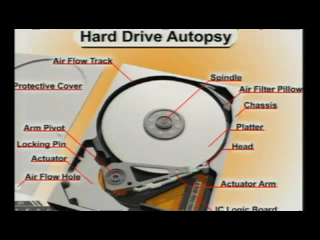 Hard Drive Autopsy
Air Flow Track
Spindle
Protective Cover
Air Filter Pillow
Chassis
Arm Pivot
Platter
Locking Pin
Head
Actuator
Air Flow Hole
Actuator Arm
IC Logic Board